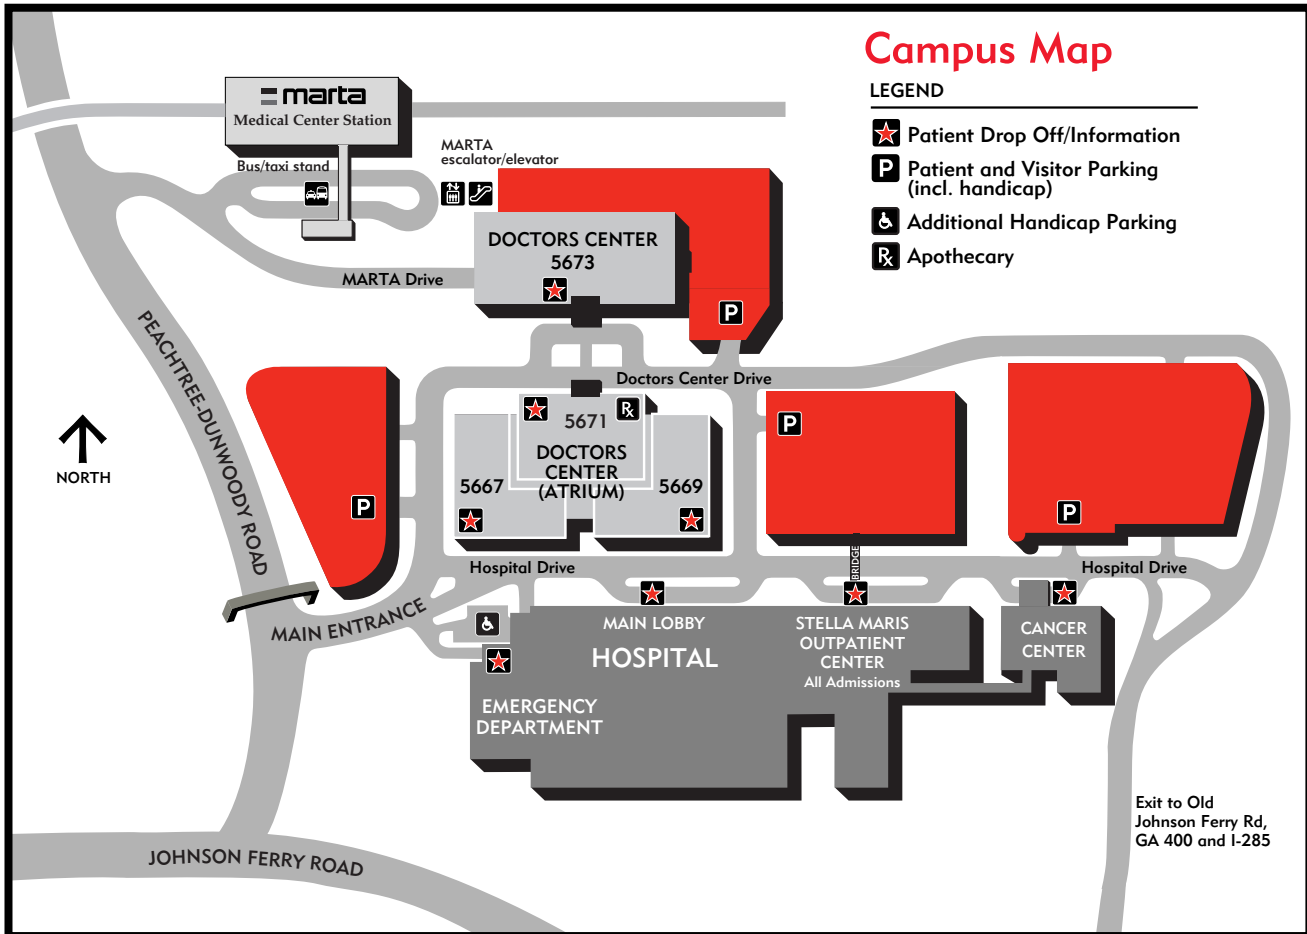 Campus Map
LEGEND
Patient Drop Off/Information
P
Patient and Visitor Parking
(incl. handicap)
Additional Handicap Parking
Rx
Apothecary
marta
Medical Center Station
Bus/taxi stand
MARTA
escalator/elevator
DOCTORS CENTER
5673
MARTA Drive
P
PEACHTREE-DUNWOODY ROAD
Doctors Center Drive
Rx
5671
DOCTORS
CENTER
(ATRIUM)
5667
5669
P
P
P
NORTH
BRIDGE
Hospital Drive
Hospital Drive
MAIN ENTRANCE
MAIN LOBBY
HOSPITAL
STELLA MARIS
OUTPATIENT
CENTER
All Admissions
CANCER
CENTER
EMERGENCY
DEPARTMENT
Exit to Old
Johnson Ferry Rd,
GA 400 and I-285
JOHNSON FERRY ROAD